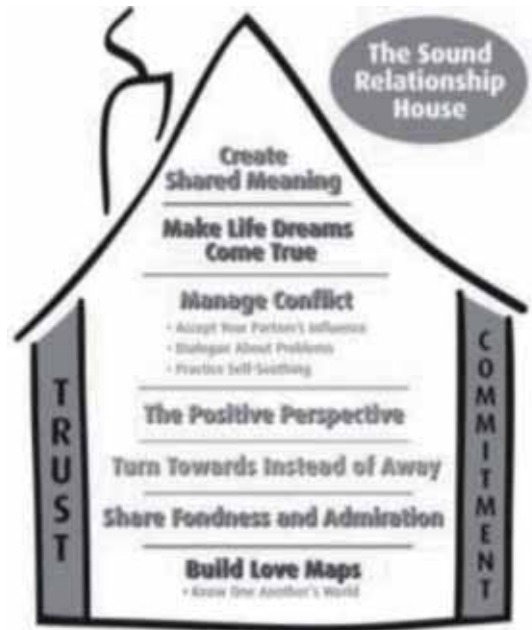 The Sound
Relationship
House
Create
Shared Meaning
Make Life Dreams
Come True
Manage Conflict
• Accept Your Partner's Influence
• Dialogue About Problems
• Practice Self-Soothing
The Positive Perspective
Turn Towards Instead of Away
Share Fondness and Admiration
Build Love Maps
• Know One Another's World
TRUST
COMMITMENT